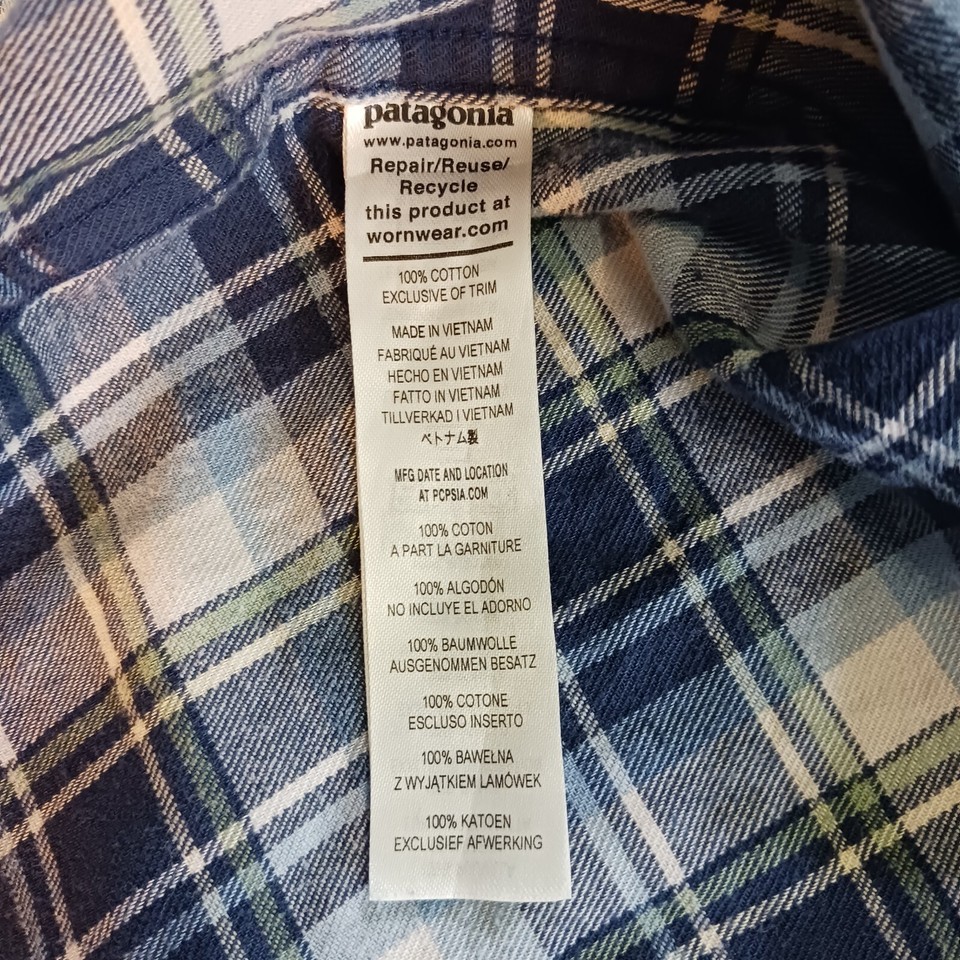 patagonia
www.patagonia.com
Repair/Reuse/
Recycle
this product at
wornwear.com
100% COTTON
EXCLUSIVE OF TRIM
MADE IN VIETNAM
FABRIQUÉ AU VIETNAM
HECHO EN VIETNAM
FATTO IN VIETNAM
TILLVERKAD I VIETNAM
ベトナム製
MFG DATE AND LOCATION
AT PCPSIA.COM
100% COTON
A PART LA GARNITURE
100% ALGODÓN
NO INCLUYE EL ADORNO
100% BAUMWOLLE
AUSGENOMMEN BESATZ
100% COTONE
ESCLUSO INSERTO
100% BAWEŁNA
Z WYJĄTKIEM LAMÓWEK
100% KATOEN
EXCLUSIEF AFWERKING